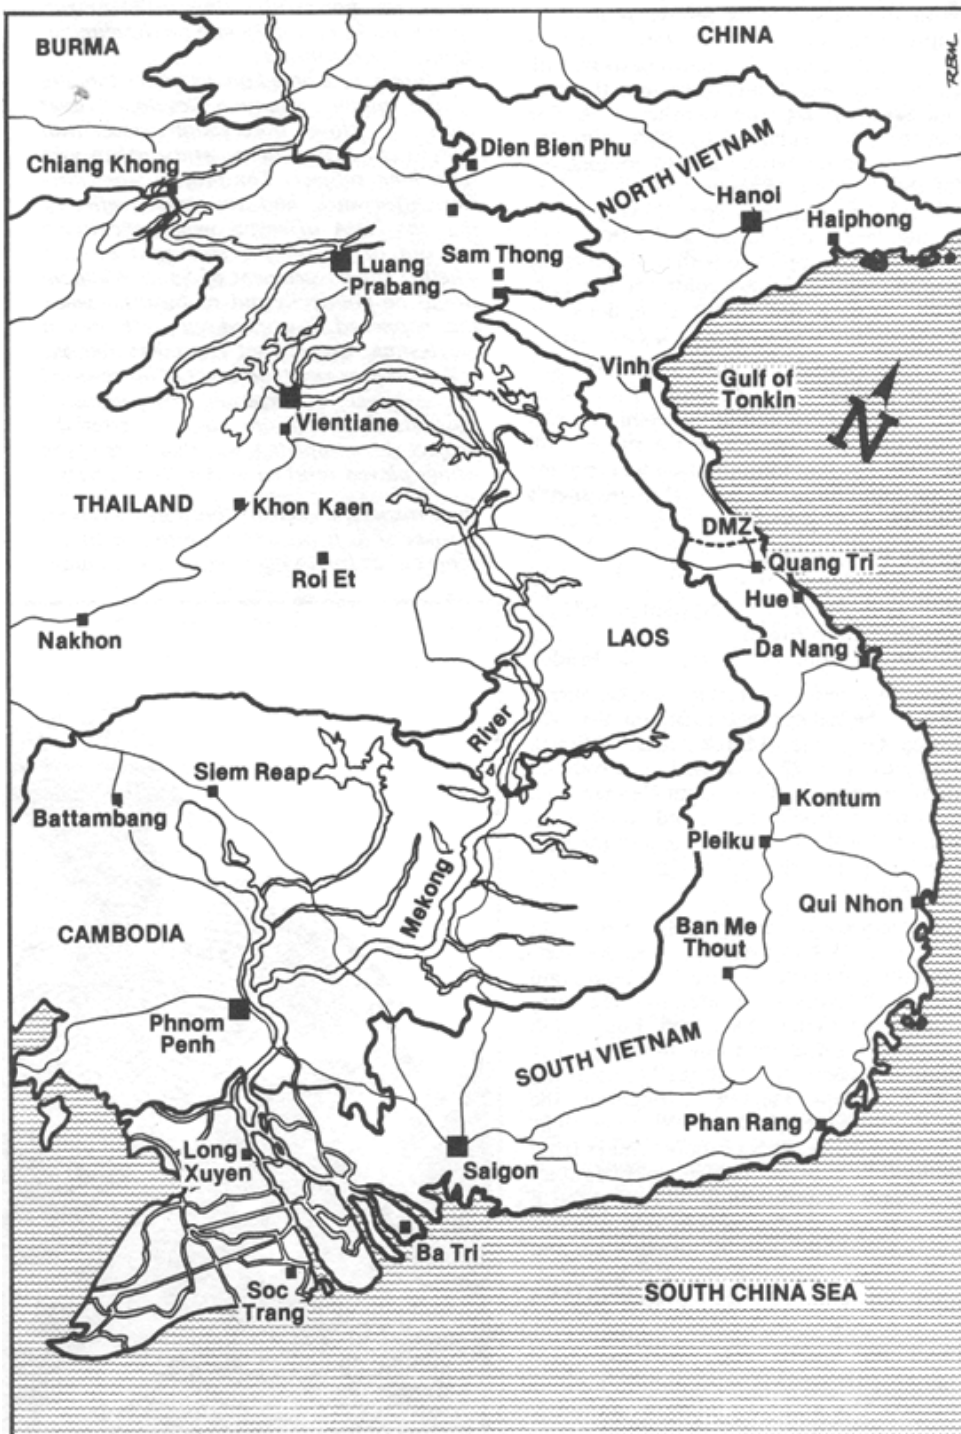 BURMA
CHINA
RBM
Chiang Khong
Dien Bien Phu
NORTH VIETNAM
Hanoi
Haiphong
Sam Thong
Luang
Prabang
Vinh
Gulf of
Tonkin
N
Vientiane
THAILAND
Khon Kaen
DMZ
Roi Et
Quang Tri
Hue
Nakhon
LAOS
Da Nang
River
Siem Reap
Battambang
Kontum
Pleiku
Mekong
Qui Nhon
Ban Me
Thout
CAMBODIA
Phnom
Penh
SOUTH VIETNAM
Phan Rang
Long
Xuyen
Saigon
Ba Tri
Soc
Trang
SOUTH CHINA SEA